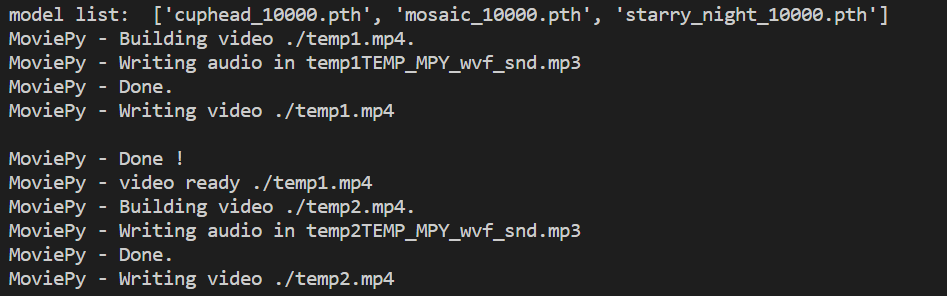 model list:  ['cuphead_10000.pth', 'mosaic_10000.pth', 'starry_night_10000.pth']
MoviePy - Building video ./temp1.mp4.
MoviePy - Writing audio in temp1TEMP_MPY_wvf_snd.mp3
MoviePy - Done.
MoviePy - Writing video ./temp1.mp4

MoviePy - Done !
MoviePy - video ready ./temp1.mp4
MoviePy - Building video ./temp2.mp4.
MoviePy - Writing audio in temp2TEMP_MPY_wvf_snd.mp3
MoviePy - Done.
MoviePy - Writing video ./temp2.mp4